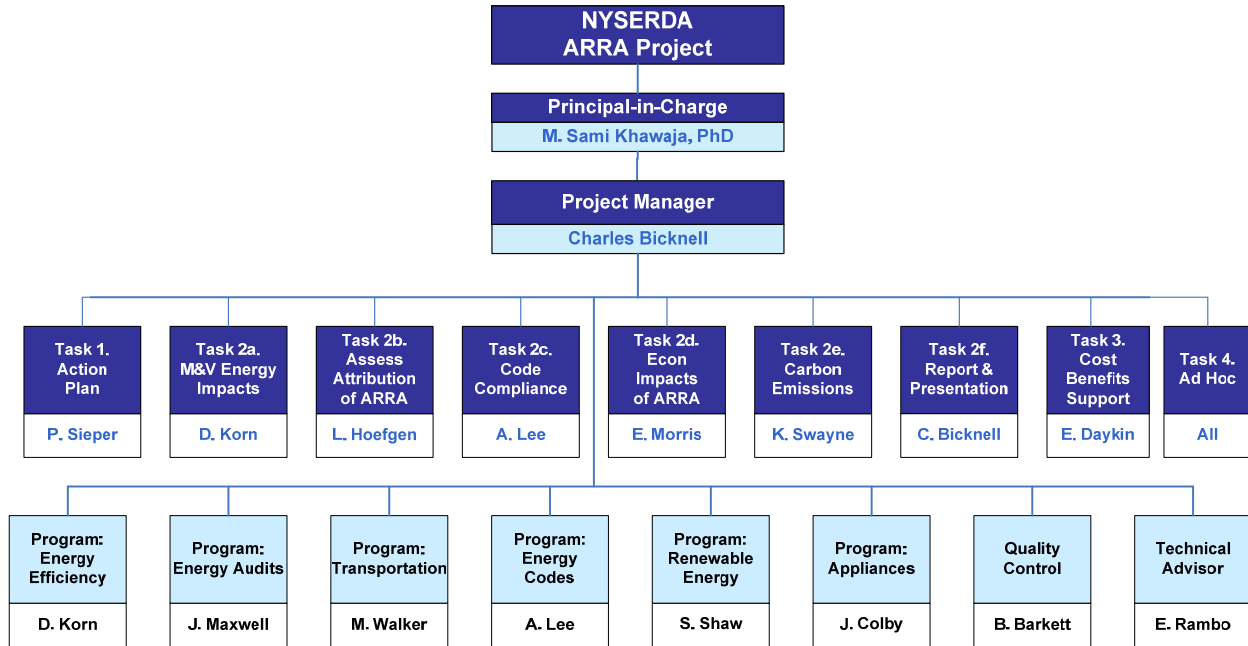 NYSERDA
ARRA Project
Principal-in-Charge
M. Sami Khawaja, PhD
Project Manager
Charles Bicknell
Task 1.
Action
Plan
P. Sieper
Task 2a.
M&V Energy
Impacts
D. Korn
Task 2b.
Assess
Attribution
of ARRA
L. Hoefgen
Task 2c.
Code
Compliance
A. Lee
Task 2d.
Econ
Impacts
of ARRA
E. Morris
Task 2e.
Carbon
Emissions
K. Swayne
Task 2f.
Report &
Presentation
C. Bicknell
Task 3.
Cost
Benefits
Support
E. Daykin
Task 4.
Ad Hoc
All
Program:
Energy
Efficiency
D. Korn
Program:
Energy Audits
J. Maxwell
Program:
Transportation
M. Walker
Program:
Energy
Codes
A. Lee
Program:
Renewable
Energy
S. Shaw
Program:
Appliances
J. Colby
Quality
Control
B. Barkett
Technical
Advisor
E. Rambo